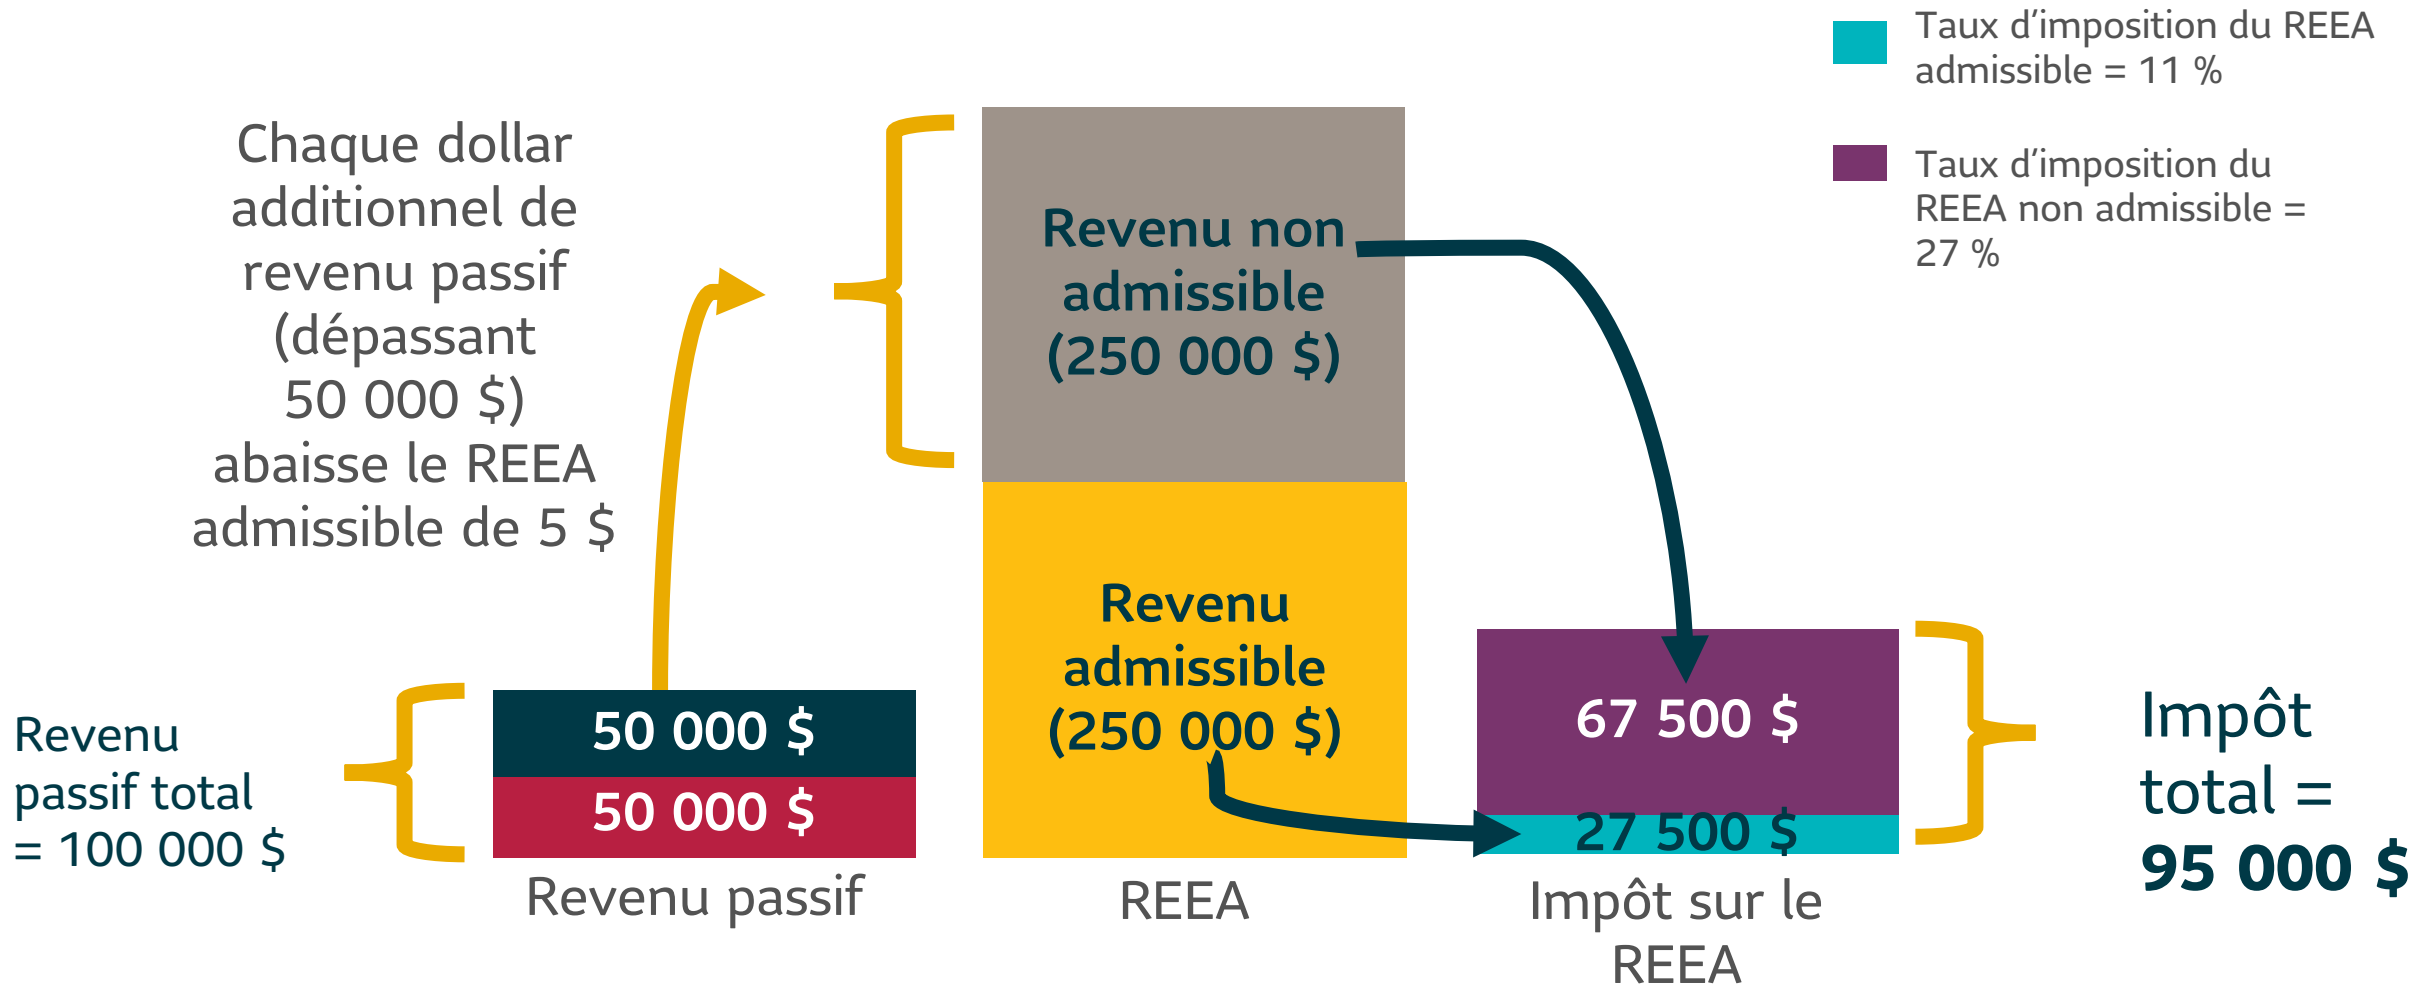 Taux d’imposition du REEA
admissible = 11 %
Taux d’imposition du
REEA non admissible =
27 %
Chaque dollar
additionnel de
revenu passif
(dépassant
50 000 $)
abaisse le REEA
admissible de 5 $
Revenu non
admissible
(250 000 $)
Revenu
admissible
(250 000 $)
Revenu
passif total
= 100 000 $
50 000 $
50 000 $
67 500 $
27 500 $
Impôt
total =
95 000 $
Revenu passif
REEA
Impôt sur le
REEA